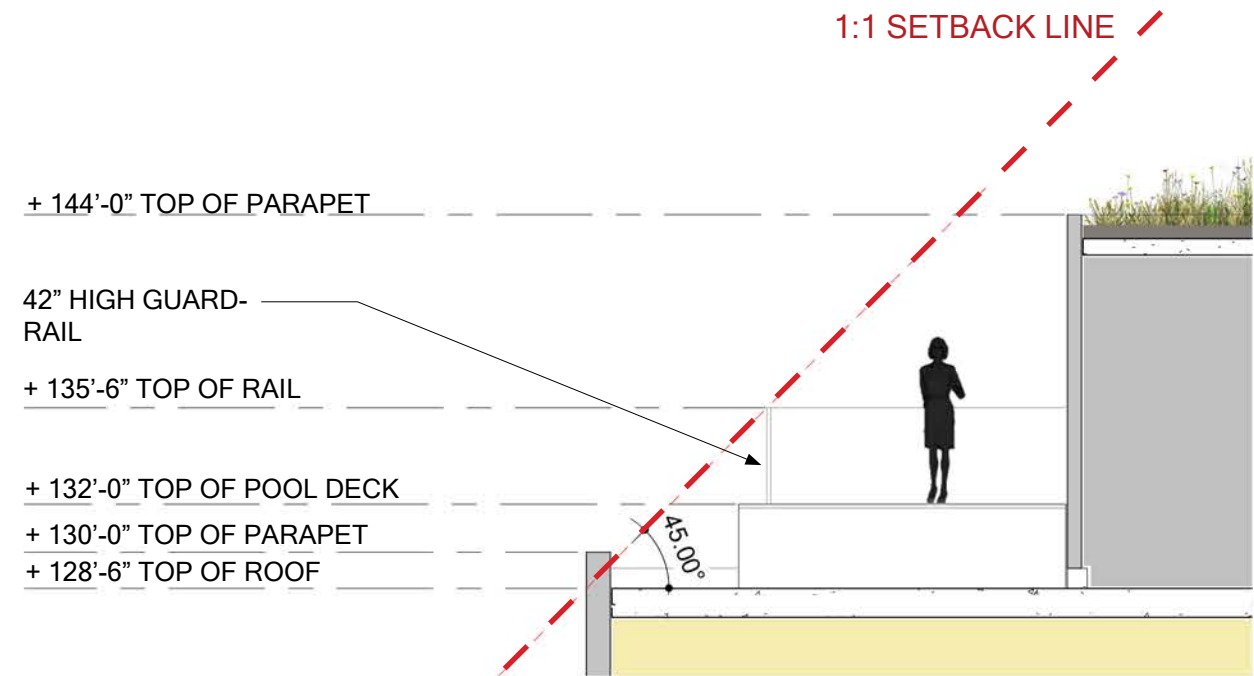 1:1 SETBACK LINE
+ 144’-0” TOP OF PARAPET
42” HIGH GUARD-
RAIL
+ 135’-6” TOP OF RAIL
+ 132’-0” TOP OF POOL DECK
+ 130’-0” TOP OF PARAPET
+ 128’-6” TOP OF ROOF
45.00°